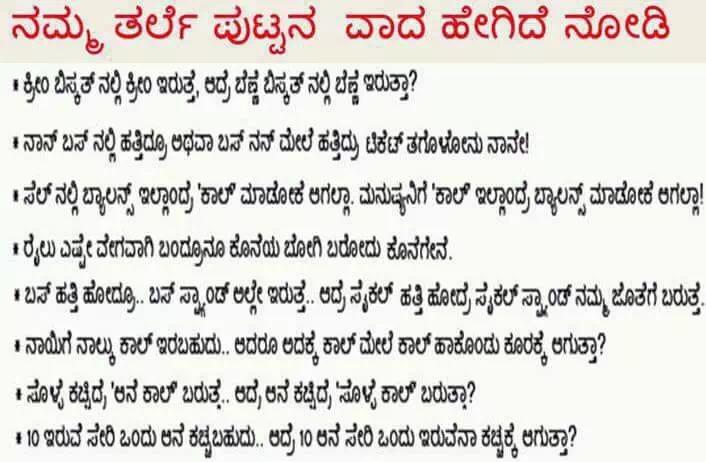 ನಮ್ಮ ತರ್ಲೆ ಪುಟ್ಟನ ವಾದ ಹೇಗಿದೆ ನೋಡಿ
* ಕ್ರೀಂ ಬಿಸ್ಕತ್ ನಲ್ಲಿ ಕ್ರೀಂ ಇರುತ್ತೆ, ಆದ್ರೆ ಬೆಣ್ಣೆ ಬಿಸ್ಕತ್ ನಲ್ಲಿ ಬೆಣ್ಣೆ ಇರುತ್ತಾ?
* ನಾನ್ ಬಸ್ ನಲ್ಲಿ ಹತ್ತಿದ್ರೂ ಅಥವಾ ಬಸ್ ನನ್ ಮೇಲೆ ಹತ್ತಿದ್ರು ಟಿಕೆಟ್ ತಗೊಳೋನು ನಾನೇ!
* ಸೆಲ್ ನಲ್ಲಿ ಬ್ಯಾಲನ್ಸ್ ಇಲ್ಲಾಂದ್ರೆ 'ಕಾಲ್' ಮಾಡೋಕೆ ಆಗಲ್ಲಾ. ಮನುಷ್ಯನಿಗೆ 'ಕಾಲ್' ಇಲ್ಲಾಂದ್ರೆ ಬ್ಯಾಲನ್ಸ್ ಮಾಡೋಕೆ ಆಗಲ್ಲಾ!
* ರೈಲು ಎಷ್ಟೇ ವೇಗವಾಗಿ ಬಂದ್ರೂನೂ ಕೊನೆಯ ಬೋಗಿ ಬರೋದು ಕೊನೆಗೇನೆ.
* ಬಸ್ ಹತ್ತಿ ಹೋದ್ರೂ.. ಬಸ್ ಸ್ಟ್ಯಾಂಡ್ ಅಲ್ಲೇ ಇರುತ್ತೆ.. ಆದ್ರೆ ಸೈಕಲ್ ಹತ್ತಿ ಹೋದ್ರೆ ಸೈಕಲ್ ಸ್ಟ್ಯಾಂಡ್ ನಮ್ಮ ಜೊತೆಗೆ ಬರುತ್ತೆ.
* ನಾಯಿಗೆ ನಾಲ್ಕು ಕಾಲ್ ಇರಬಹುದು.. ಆದರೂ ಅದಕ್ಕೆ ಕಾಲ್ ಮೇಲೆ ಕಾಲ್ ಹಾಕೊಂಡು ಕೂರಕ್ಕೆ ಆಗುತ್ತಾ?
* ಸೊಳ್ಳೆ ಕಚ್ಚಿದ್ರೆ 'ಆನೆ ಕಾಲ್' ಬರುತ್ತೆ.. ಆದ್ರೆ ಆನೆ ಕಚ್ಚಿದ್ರೆ 'ಸೊಳ್ಳೆ ಕಾಲ್' ಬರುತ್ತಾ?
* 10 ಇರುವೆ ಸೇರಿ ಒಂದು ಆನೆ ಕಚ್ಚಬಹುದು.. ಆದ್ರೆ 10 ಆನೆ ಸೇರಿ ಒಂದು ಇರುವೆನಾ ಕಚ್ಚಕ್ಕೆ ಆಗುತ್ತಾ?